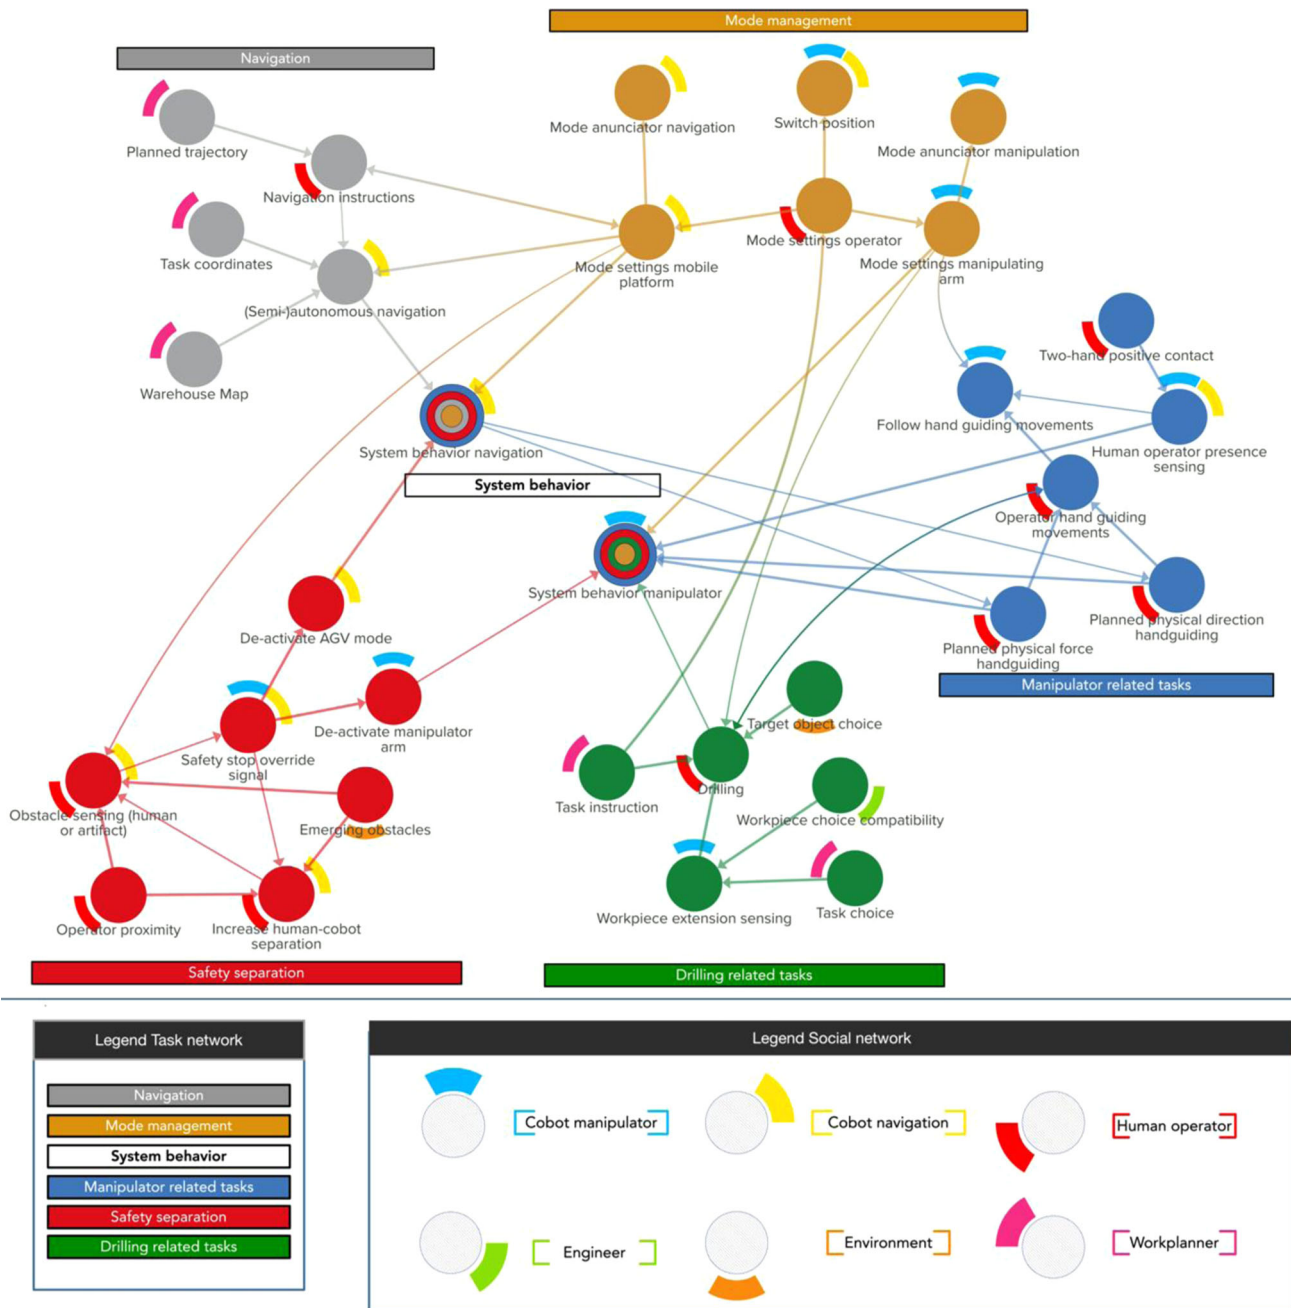 Mode management
Navigation
Mode anunciator navigation
Switch position
Mode anunciator manipulation
Planned trajectory
Navigation instructions
Task coordinates
Mode settings mobile
platform
Mode settings operator
Mode settings manipulating
arm
(Semi-)autonomous navigation
Warehouse Map
Two-hand positive contact
Follow hand guiding movements
Human operator presence
sensing
System behavior navigation
System behavior
Operator hand guiding
movements
System behavior manipulator
Planned physical direction
handguiding
Planned physical force
handguiding
Manipulator related tasks
De-activate AGV mode
De-activate manipulator
arm
Safety stop override
signal
Target object choice
Task instruction
Drilling
Obstacle sensing (human
or artifact)
Emerging obstacles
Workpiece choice compatibility
Operator proximity
Increase human-cobot
separation
Workpiece extension sensing
Task choice
Safety separation
Drilling related tasks
Legend Task network
Navigation
Mode management
System behavior
Manipulator related tasks
Safety separation
Drilling related tasks
Legend Social network
Cobot manipulator
Cobot navigation
Human operator
Engineer
Environment
Workplanner